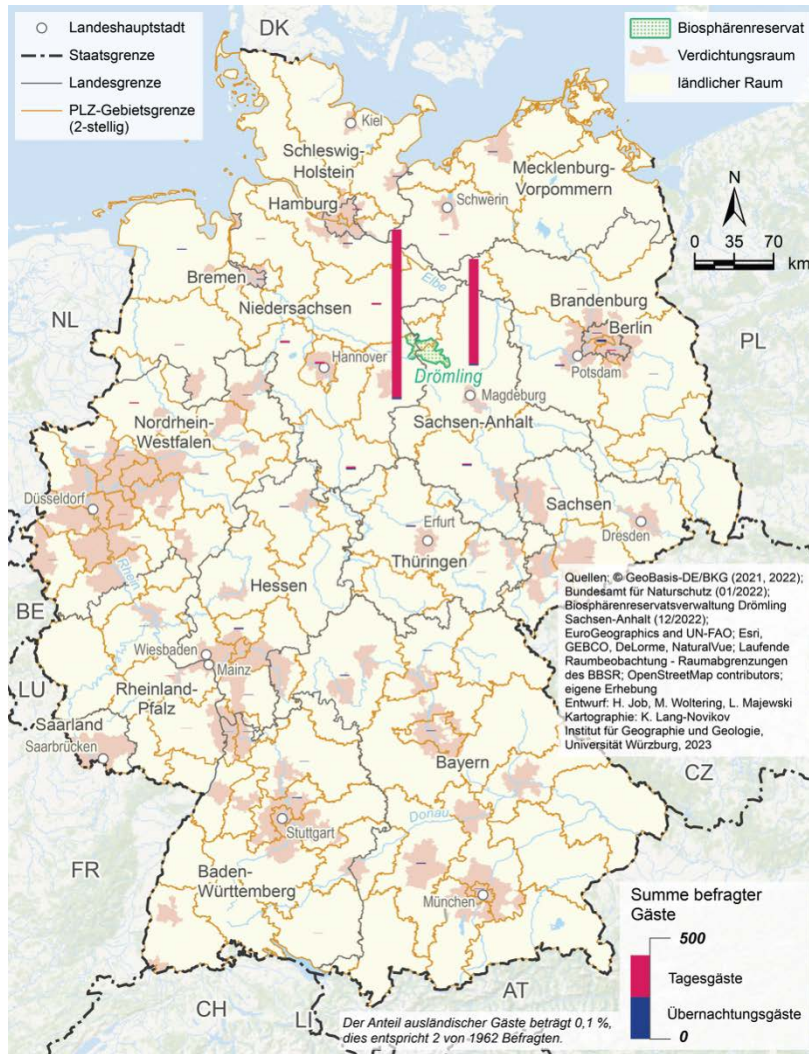 Landeshauptstadt
Staatsgrenze
Landesgrenze
PLZ-Gebietsgrenze
(2-stellig)
DK
Biosphärenreservat
Verdichtungsraum
ländlicher Raum
Kiel
Schleswig-
Holstein
Mecklenburg-
Vorpommern
Hamburg
Schwerin
N
0 35 70
km
Bremen
Elbe
Niedersachsen
Brandenburg
Berlin
NL
PL
Hannover
Drömling
Potsdam
Magdeburg
Nordrhein-
Westfalen
Sachsen-Anhalt
Düsseldorf
Sachsen
Erfurt
Dresden
Thüringen
Rhein
Hessen
BE
Quellen: © GeoBasis-DE/BKG (2021, 2022);
Bundesamt für Naturschutz (01/2022);
Biosphärenreservatsverwaltung Drömling
Sachsen-Anhalt (12/2022);
EuroGeographics and UN-FAO; Esri,
GEBCO, DeLorme, NaturalVue; Laufende
Raumbeobachtung - Raumabgrenzungen
des BBSR; OpenStreetMap contributors;
eigene Erhebung
Entwurf: H. Job, M. Woltering, L. Majewski
Kartographie: K. Lang-Novikov
Institut für Geographie und Geologie,
Universität Würzburg, 2023
Wiesbaden
Mainz
LU
Rheinland-
Pfalz
Saarland
Saarbrücken
Bayern
CZ
Donau
Stuttgart
FR
Baden-
Württemberg
München
Summe befragter
Gäste
500
Tagesgäste
Übernachtungsgäste
0
CH
LI
AT
Der Anteil ausländischer Gäste beträgt 0,1 %,
dies entspricht 2 von 1962 Befragten.